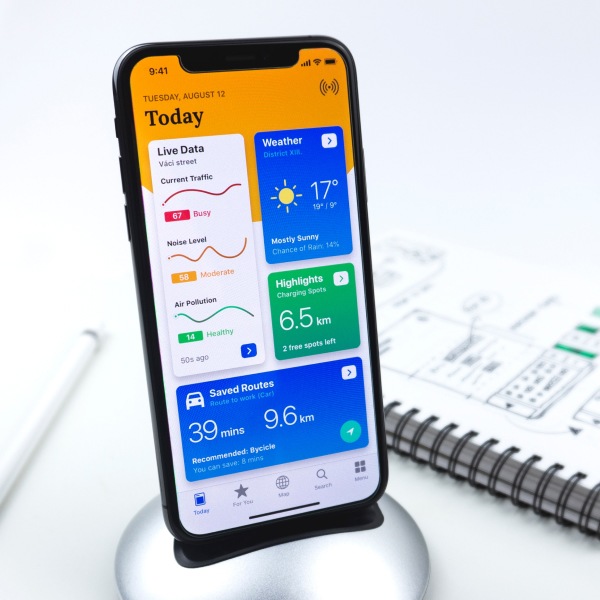 9:41
TUESDAY, AUGUST 12
Today
Live Data
Váci street
Current Traffic
67 Busy
Noise Level
58 Moderate
Air Pollution
14 Healthy
50s ago
Weather
District XIII.
17°
19° / 9°
Mostly Sunny
Chance of Rain: 14%
Highlights
Charging Spots
6.5 km
2 free spots left
Saved Routes
Route to work (Car)
39 mins 9.6 km
Recommended: Bycicle
You can save: 8 mins
Today For You Map Search Menu